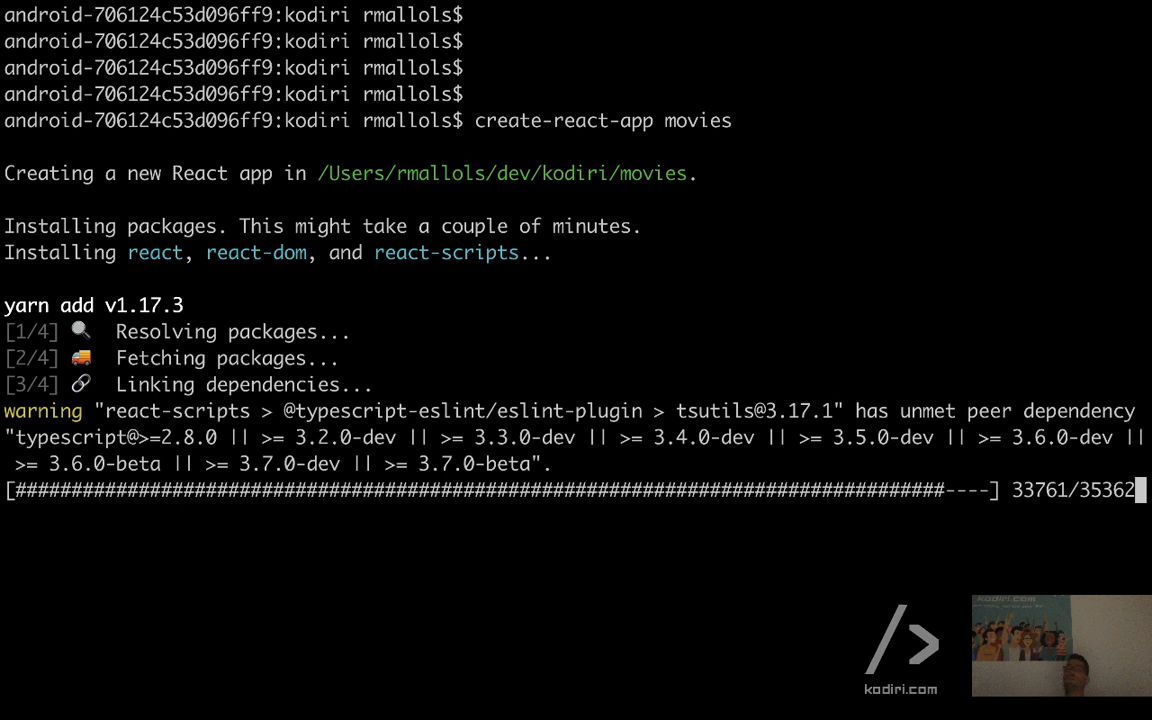 android-706124c53d096ff9:kodiri rmallols$
android-706124c53d096ff9:kodiri rmallols$
android-706124c53d096ff9:kodiri rmallols$
android-706124c53d096ff9:kodiri rmallols$
android-706124c53d096ff9:kodiri rmallols$ create-react-app movies
Creating a new React app in /Users/rmallols/dev/kodiri/movies.
Installing packages. This might take a couple of minutes.
Installing react, react-dom, and react-scripts...
yarn add v1.17.3
[1/4] 🔍 Resolving packages...
[2/4] 🚚 Fetching packages...
[3/4] 🔗 Linking dependencies...
warning "react-scripts > @typescript-eslint/eslint-plugin > tsutils@3.17.1" has unmet peer dependency
"typescript@>=2.8.0 || >= 3.2.0-dev || >= 3.3.0-dev || >= 3.4.0-dev || >= 3.5.0-dev || >= 3.6.0-dev ||
>= 3.6.0-beta || >= 3.7.0-dev || >= 3.7.0-beta".
[###################################################################################----] 33761/35362
/>
kodiri.com
kodiri.com